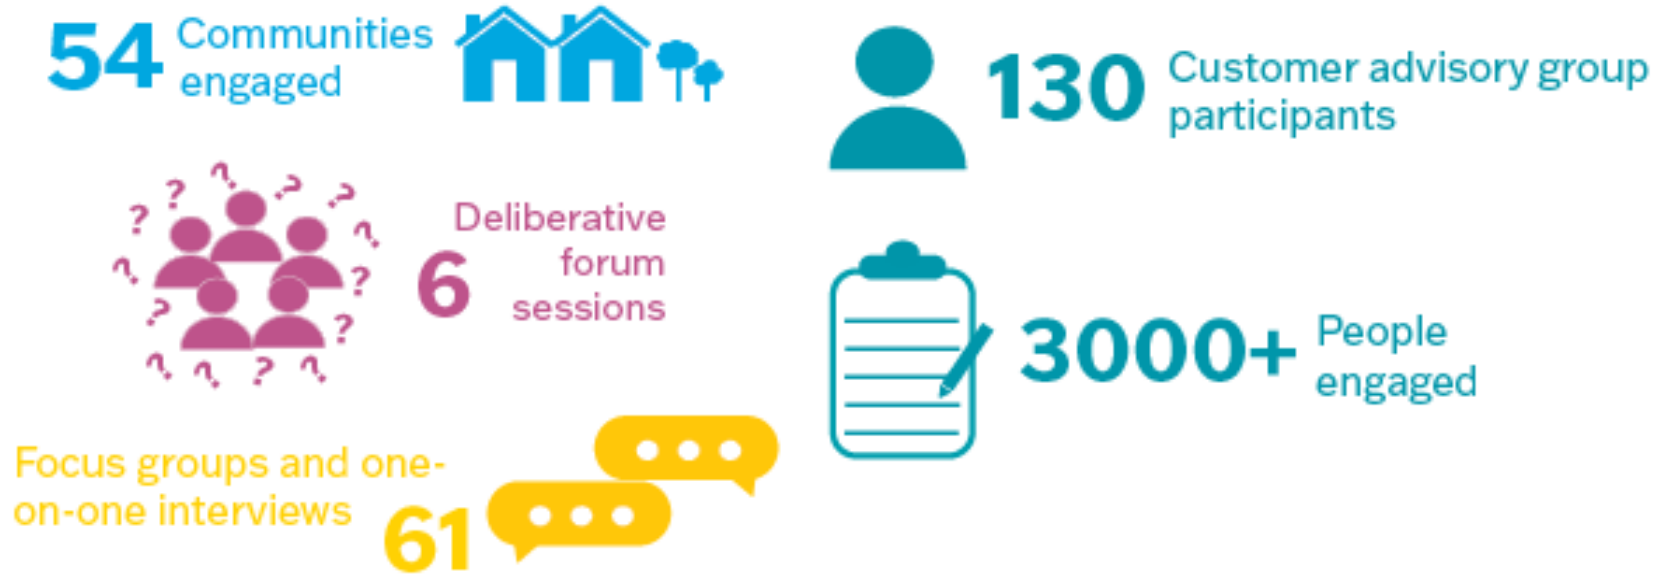 54 Communities
engaged
130 Customer advisory group
participants
Deliberative
6 forum
sessions
3000+ People
engaged
Focus groups and one-
on-one interviews
61